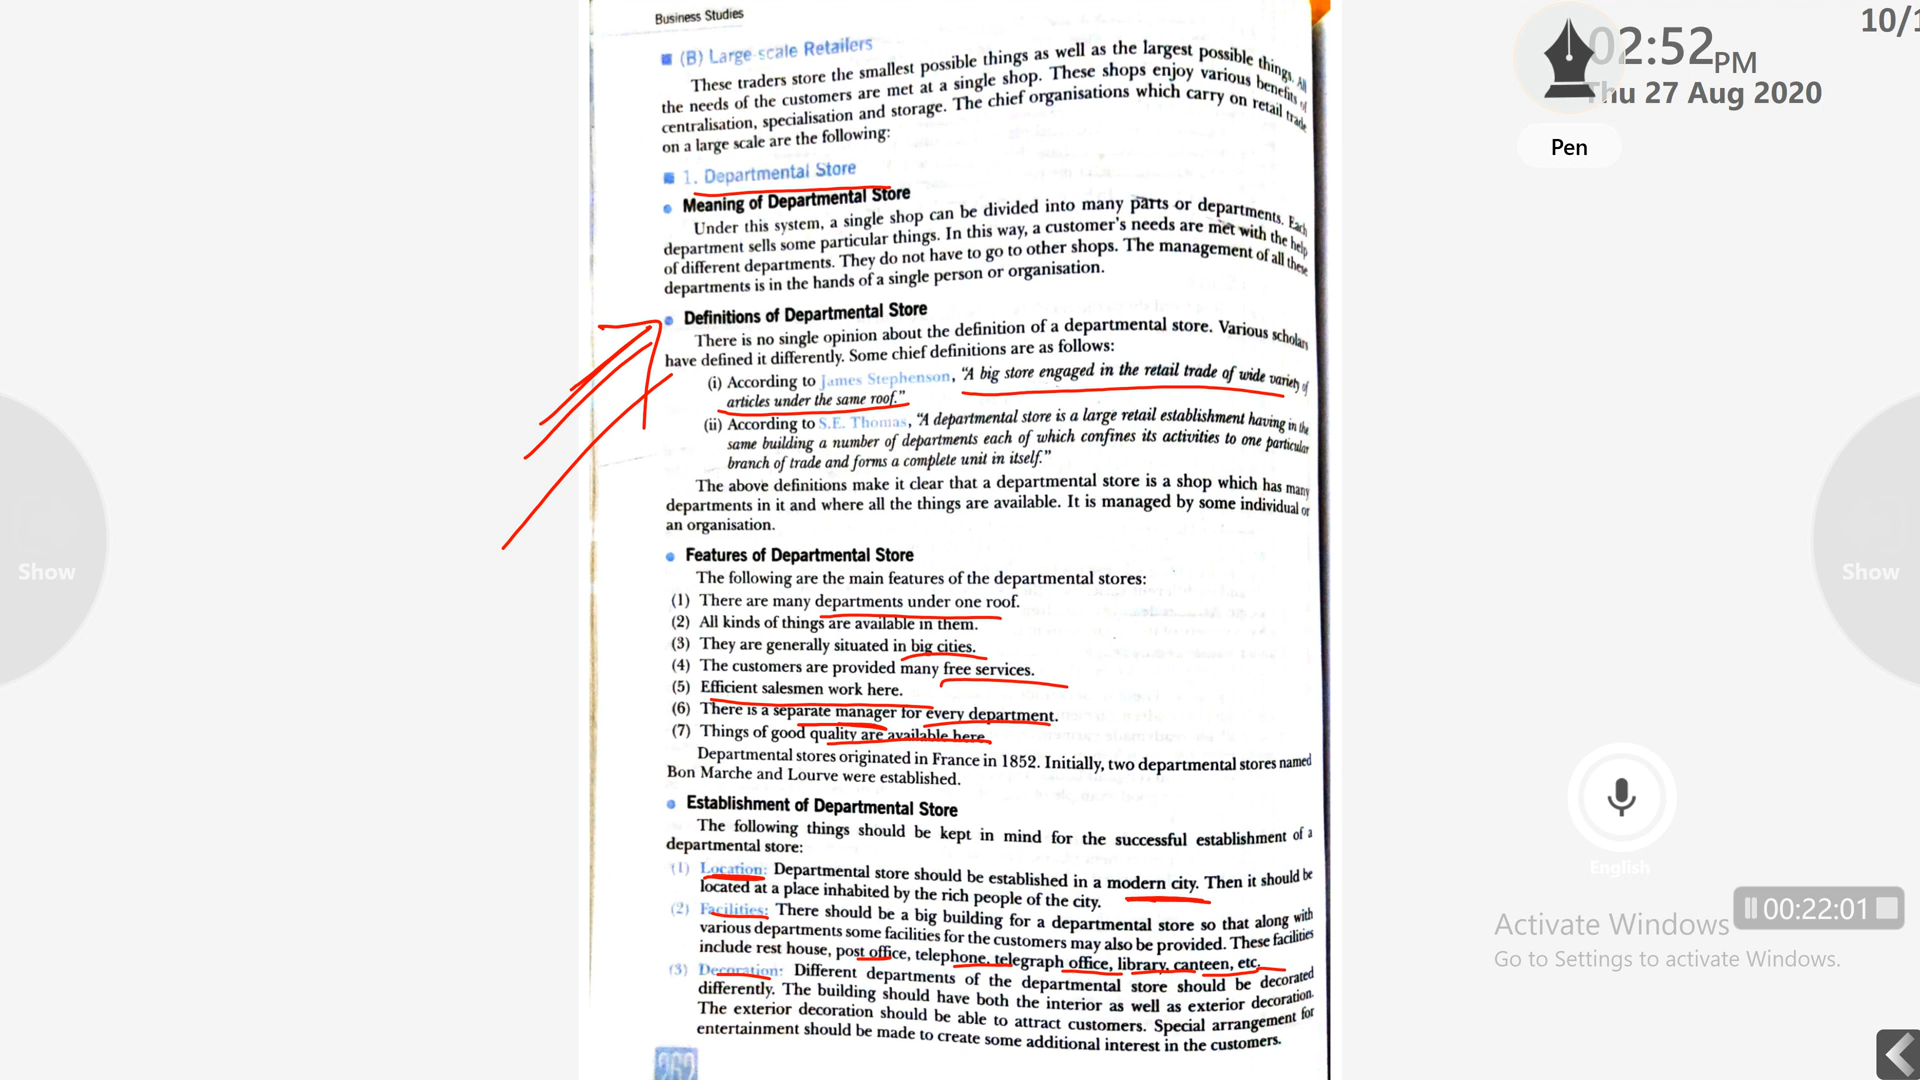 Business Studies
(B) Large-scale Retailers
These traders store the smallest possible things as well as the largest possible things. All
the needs of the customers are met at a single shop. These shops enjoy various benefits of
centralisation, specialisation and storage. The chief organisations which carry on retail trade
on a large scale are the following:
1. Departmental Store
Meaning of Departmental Store
Under this system, a single shop can be divided into many parts or departments. Each
department sells some particular things. In this way, a customer's needs are met with the help
of different departments. They do not have to go to other shops. The management of all these
departments is in the hands of a single person or organisation.
Definitions of Departmental Store
There is no single opinion about the definition of a departmental store. Various scholars
have defined it differently. Some chief definitions are as follows:
(i) According to James Stephenson, "A big store engaged in the retail trade of wide variety of
articles under the same roof."
(ii) According to S.E. Thomas, "A departmental store is a large retail establishment having in the
same building a number of departments each of which confines its activities to one particular
branch of trade and forms a complete unit in itself."
The above definitions make it clear that a departmental store is a shop which has many
departments in it and where all the things are available. It is managed by some individual or
an organisation.
Features of Departmental Store
The following are the main features of the departmental stores:
(1) There are many departments under one roof.
(2) All kinds of things are available in them.
(3) They are generally situated in big cities.
(4) The customers are provided many free services.
(5) Efficient salesmen work here.
(6) There is a separate manager for every department.
(7) Things of good quality are available here.
Departmental stores originated in France in 1852. Initially, two departmental stores named
Bon Marche and Lourve were established.
Establishment of Departmental Store
The following things should be kept in mind for the successful establishment of a
departmental store:
(1) Location: Departmental store should be established in a modern city. Then it should be
located at a place inhabited by the rich people of the city.
(2) Facilities: There should be a big building for a departmental store so that along with
various departments some facilities for the customers may also be provided. These facilities
include rest house, post office, telephone, telegraph office, library, canteen, etc.
(3) Decoration: Different departments of the departmental store should be decorated
differently. The building should have both the interior as well as exterior decoration.
The exterior decoration should be able to attract customers. Special arrangement for
entertainment should be made to create some additional interest in the customers.
262
10/1
02:52 PM
Thu 27 Aug 2020
Pen
Show
Show
English
00:22:01
Activate Windows
Go to Settings to activate Windows.